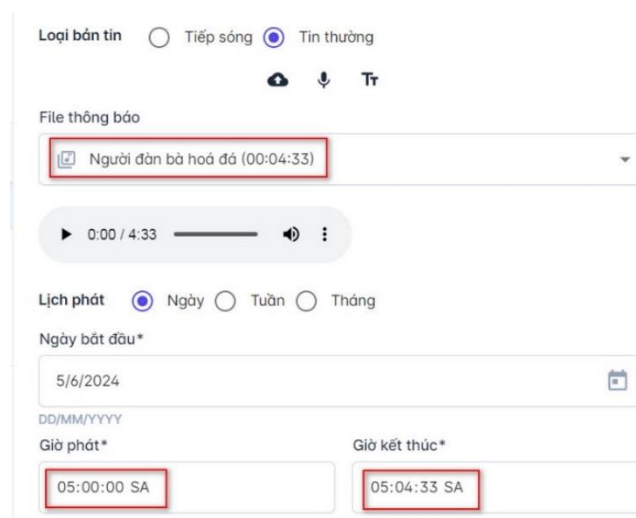 Loại bản tin Tiếp sóng Tin thường
Tт
File thông báo
Người đàn bà hoá đá (00:04:33)
0:00 / 4:33
Lịch phát Ngày Tuần Tháng
Ngày bắt đầu*
5/6/2024
DD/MM/YYYY
Giờ phát* Giờ kết thúc*
05:00:00 SA 05:04:33 SA